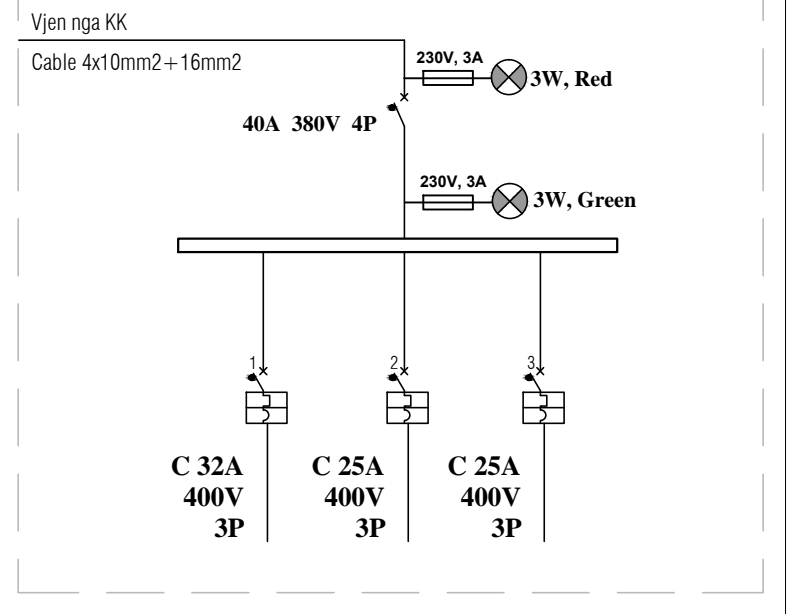 Vjen nga KK
Cable 4x10mm2+16mm2
230V, 3A
3W, Red
40A 380V 4P
230V, 3A
3W, Green
1
2
3
C 32A
400V
3P
C 25A
400V
3P
C 25A
400V
3P